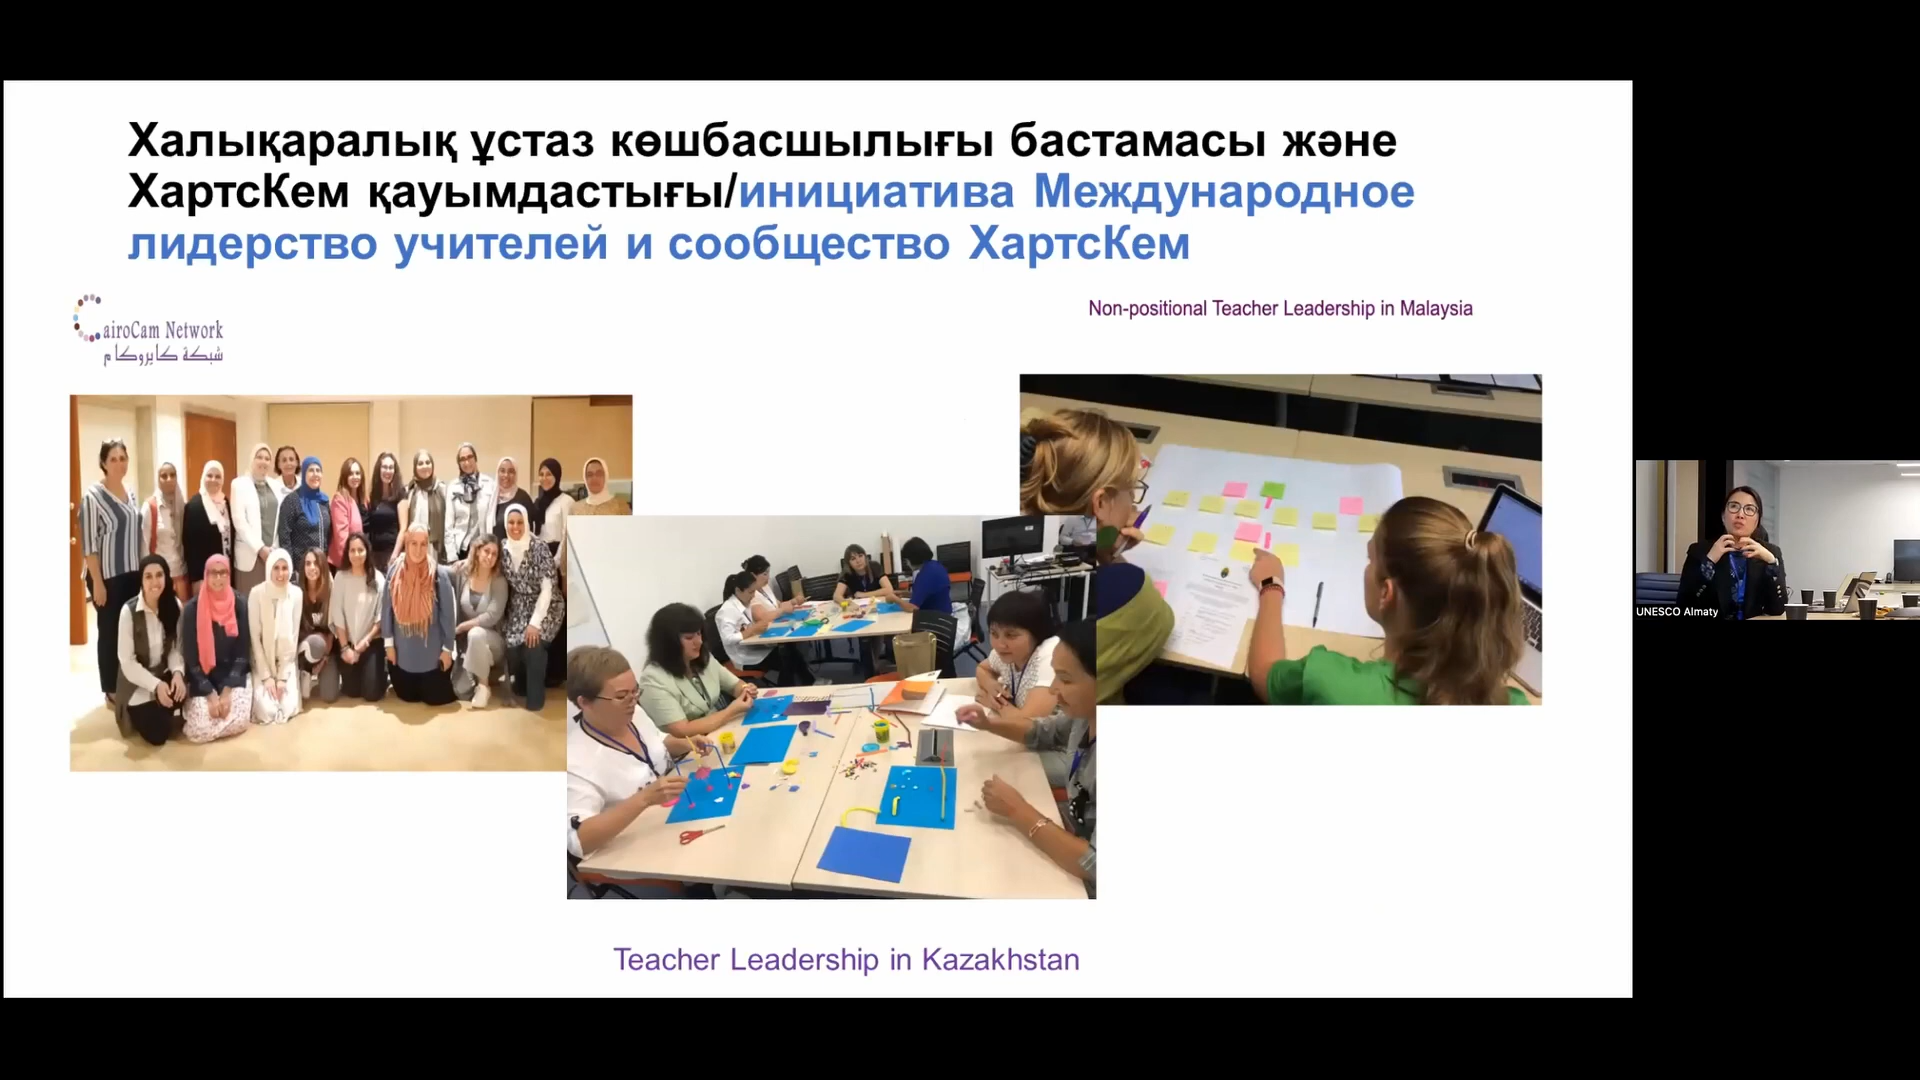 Халықаралық ұстаз көшбасшылығы бастамасы және
ХартсКем қауымдастығы/инициатива Международное
лидерство учителей и сообщество ХартсКем
CairoCam Network
شبكة كايروكام
Non-positional Teacher Leadership in Malaysia
UNESCO Almaty
Teacher Leadership in Kazakhstan